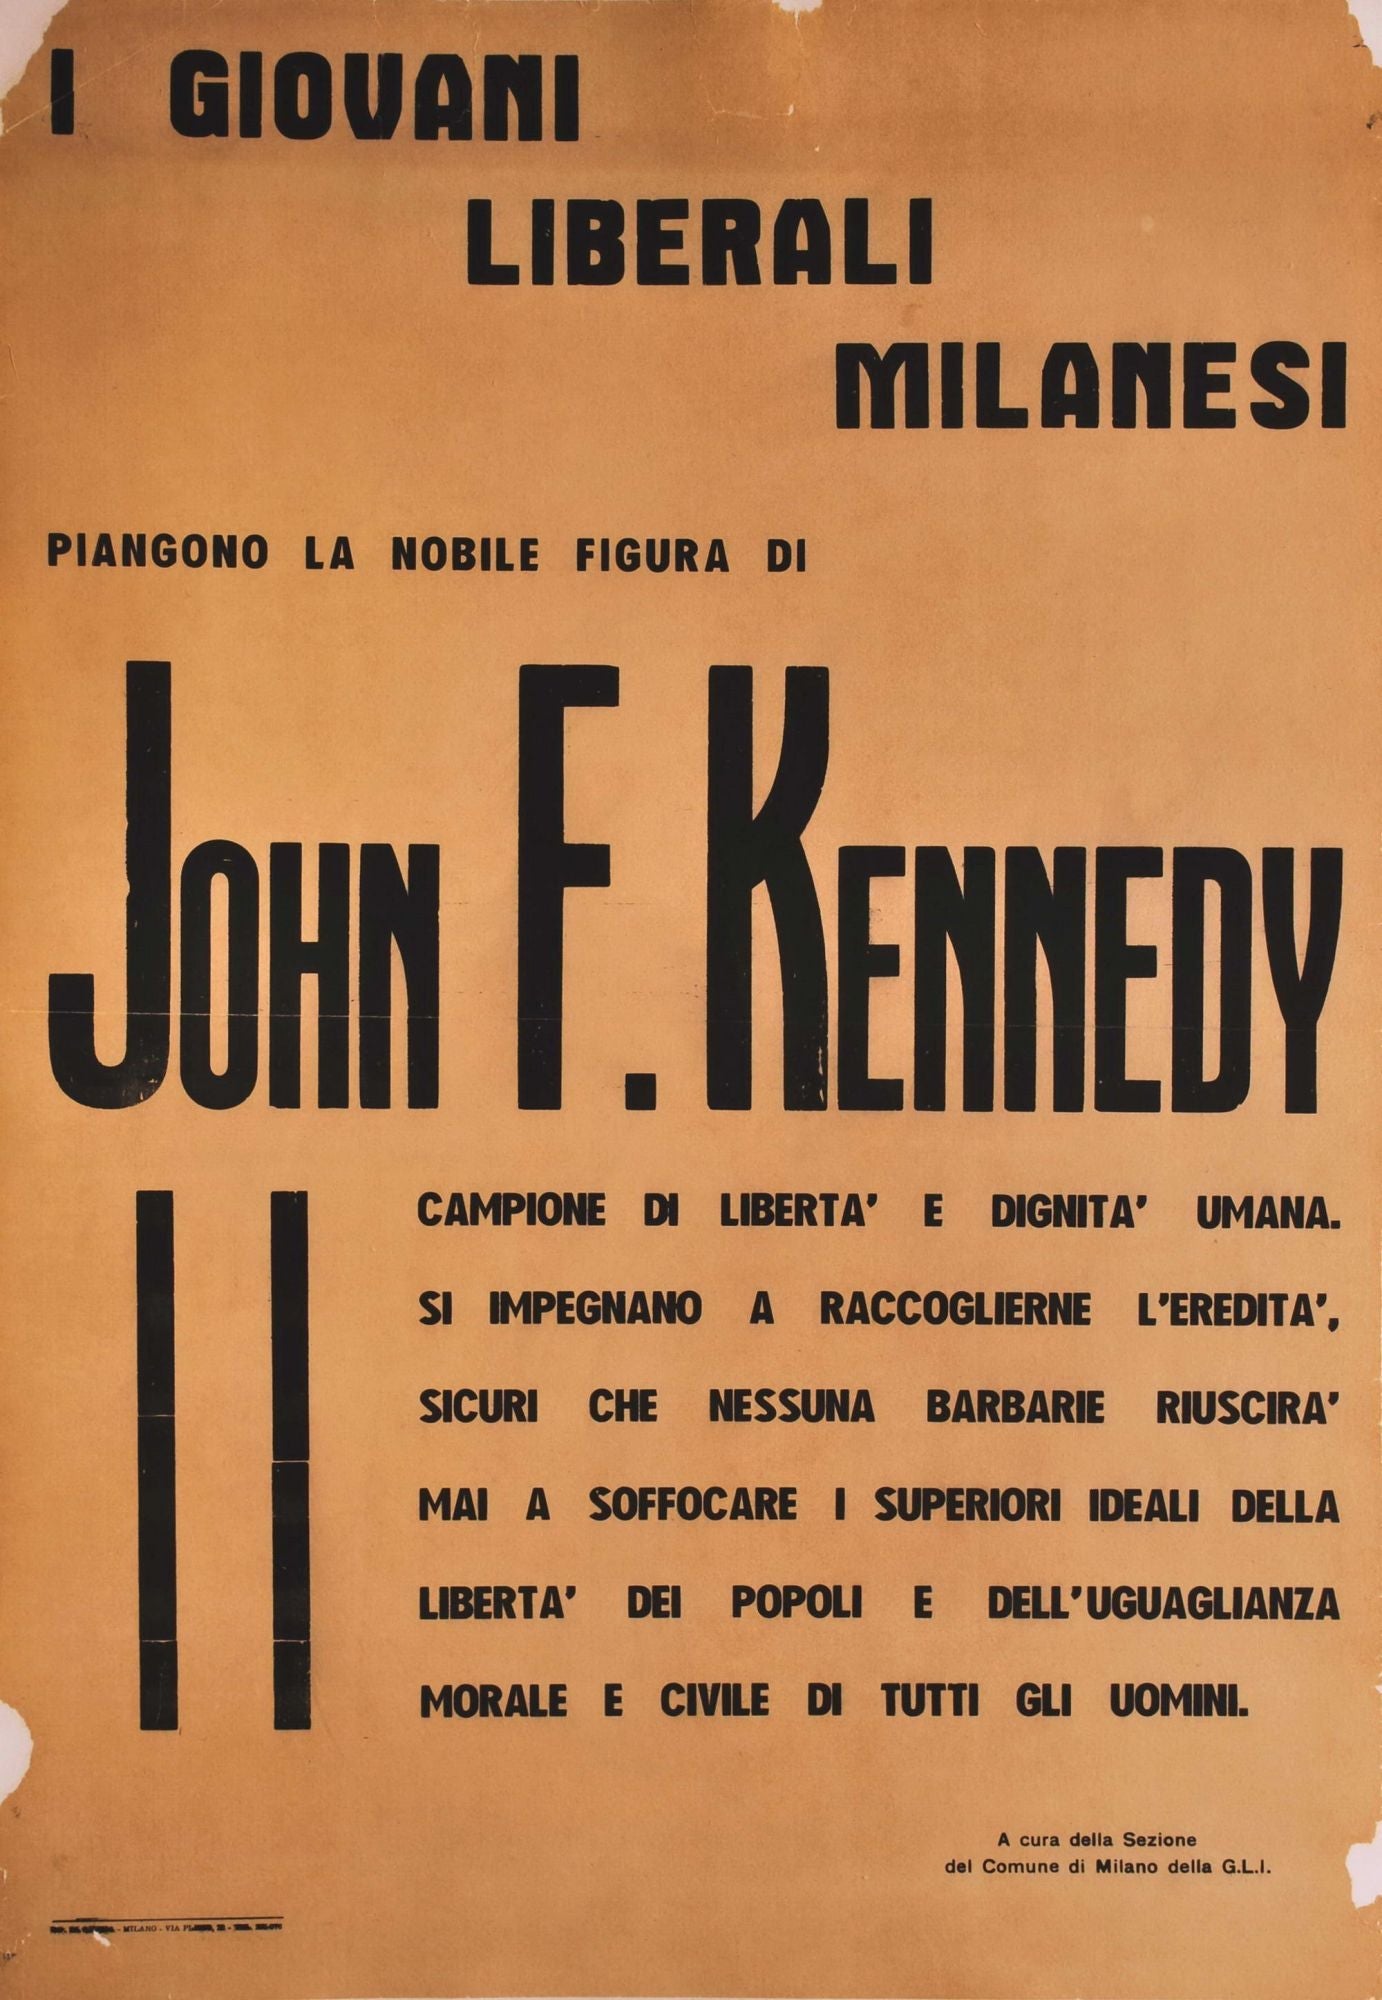 I GIOVANI
LIBERALI
MILANESI
PIANGONO LA NOBILE FIGURA DI
JOHN F. KENNEDY
CAMPIONE DI LIBERTA' E DIGNITA' UMANA.
SI IMPEGNANO A RACCOGLIERNE L'EREDITA',
SICURI CHE NESSUNA BARBARIE RIUSCIRA'
MAI A SOFFOCARE I SUPERIORI IDEALI DELLA
LIBERTA' DEI POPOLI E DELL'UGUAGLIANZA
MORALE E CIVILE DI TUTTI GLI UOMINI.
A cura della Sezione
del Comune di Milano della G.L.I.
- MILANO - VIA